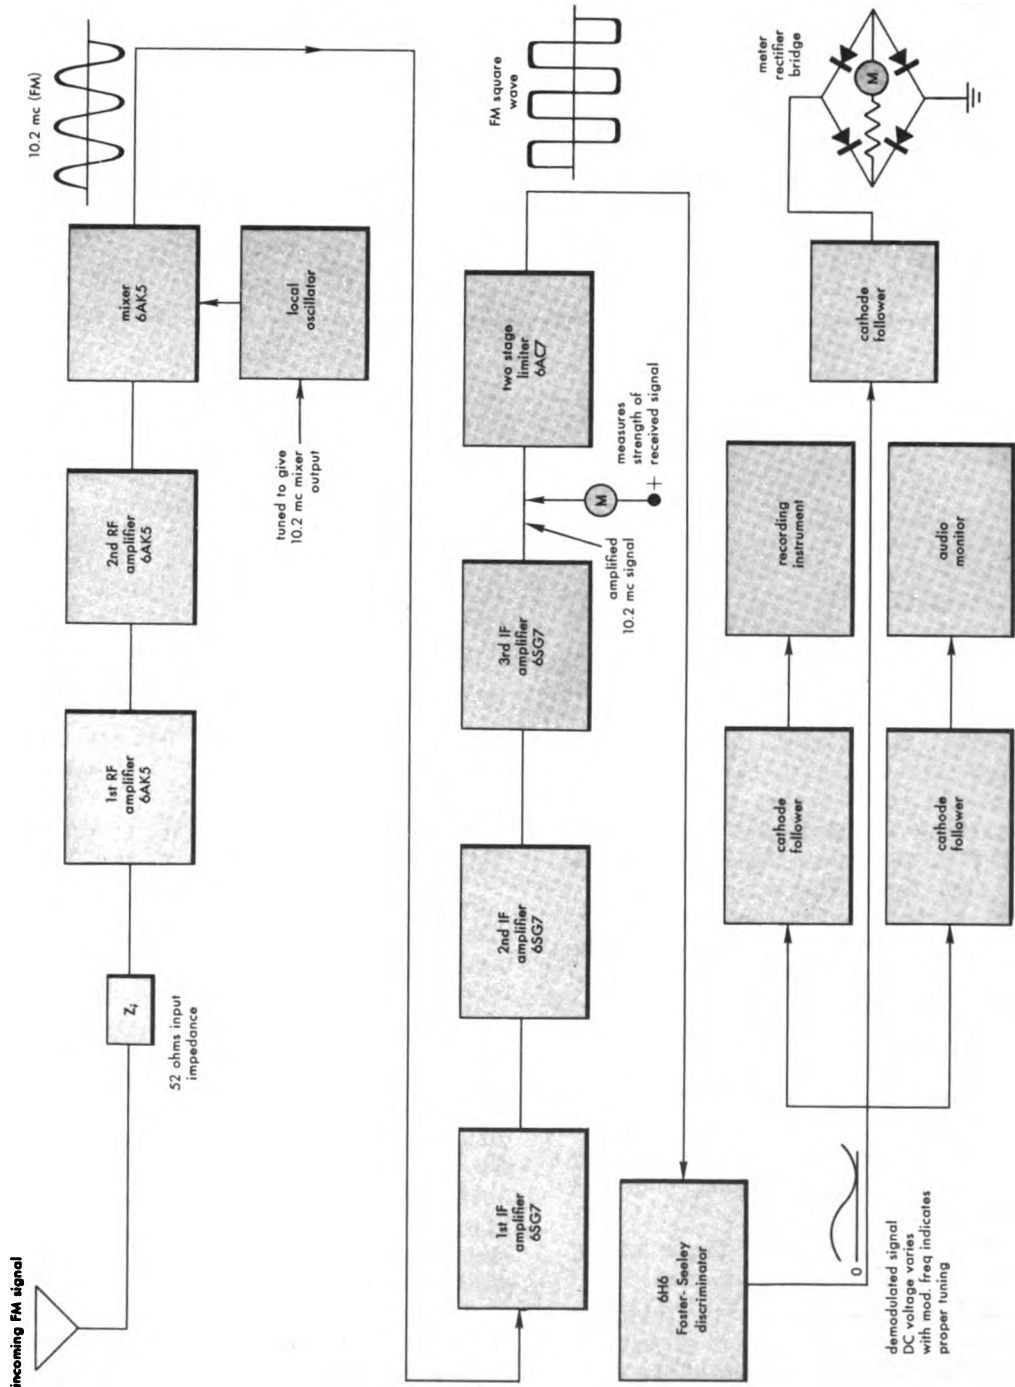 incoming FM signal
Zᵢ
52 ohms input
impedance
1st RF
amplifier
6AK5
2nd RF
amplifier
6AK5
mixer
6AK5
10.2 mc (FM)
local
oscillator
tuned to give
10.2 mc mixer
output
1st IF
amplifier
6SG7
2nd IF
amplifier
6SG7
3rd IF
amplifier
6SG7
amplified
10.2 mc signal
M
measures
strength of
+ received signal
two stage
limiter
6AC7
FM square
wave
6H6
Foster- Seeley
discriminator
0
demodulated signal
DC voltage varies
with mod. freq indicates
proper tuning
cathode
follower
recording
instrument
cathode
follower
audio
monitor
cathode
follower
meter
rectifier
bridge
M